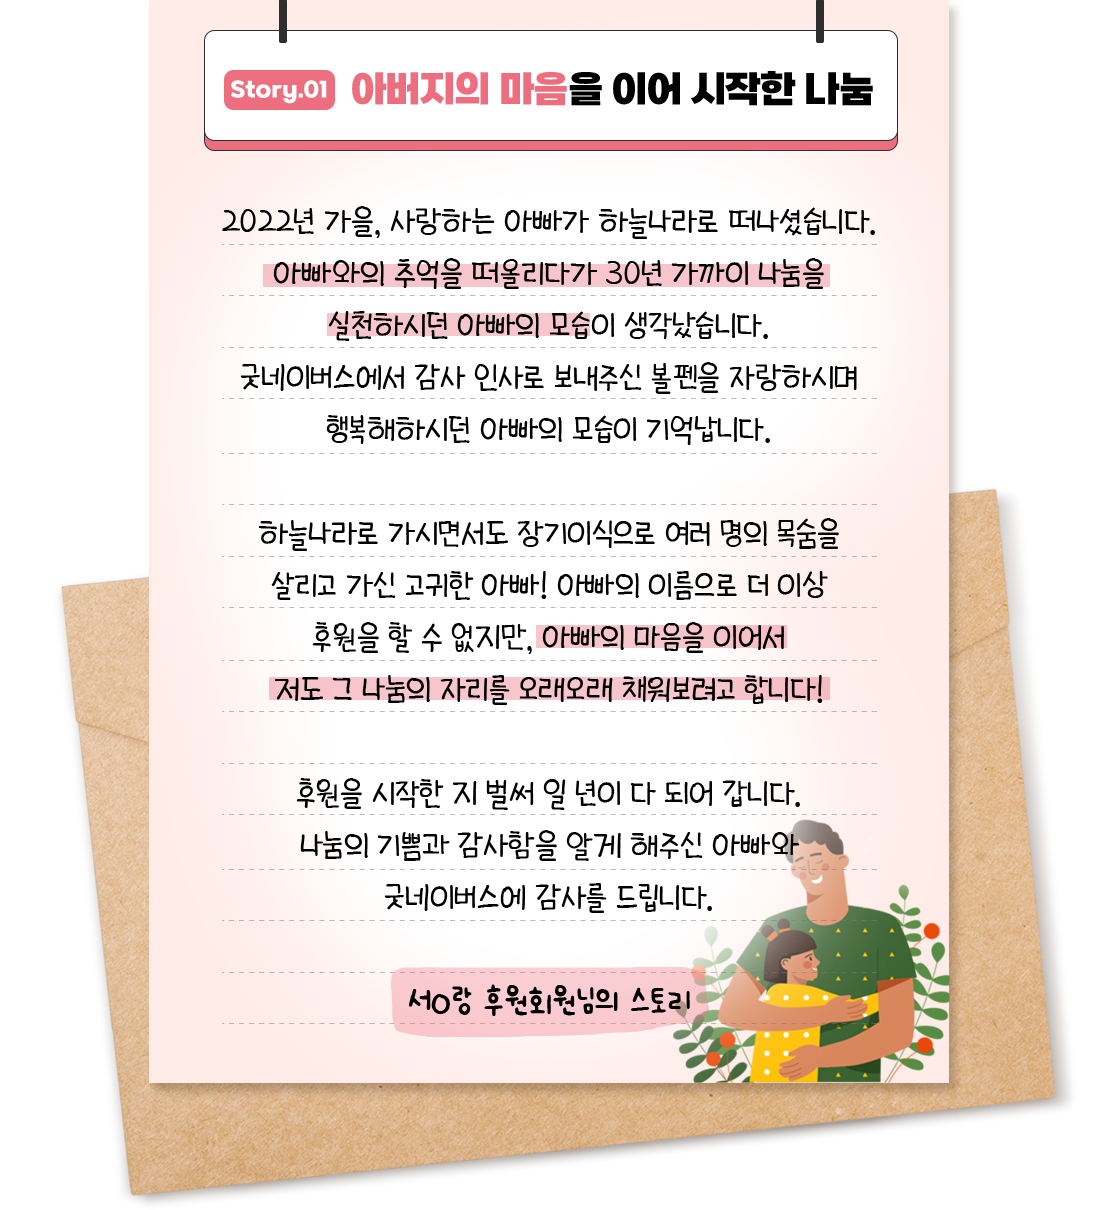 Story.01 아버지의 마음을 이어 시작한 나눔
2022년 가을, 사랑하는 아빠가 하늘나라로 떠나셨습니다.
아빠와의 추억을 떠올리다가 30년 가까이 나눔을
실천하시던 아빠의 모습이 생각났습니다.
굿네이버스에서 감사 인사로 보내주신 볼펜을 자랑하시며
행복해하시던 아빠의 모습이 기억납니다.
하늘나라로 가시면서도 장기이식으로 여러 명의 목숨을
살리고 가신 고귀한 아빠! 아빠의 이름으로 더 이상
후원을 할 수 없지만, 아빠의 마음을 이어서
저도 그 나눔의 자리를 오래오래 채워보려고 합니다!
후원을 시작한 지 벌써 일 년이 다 되어 갑니다.
나눔의 기쁨과 감사함을 알게 해주신 아빠와
굿네이버스에 감사를 드립니다.
서O랑 후원회원님의 스토리